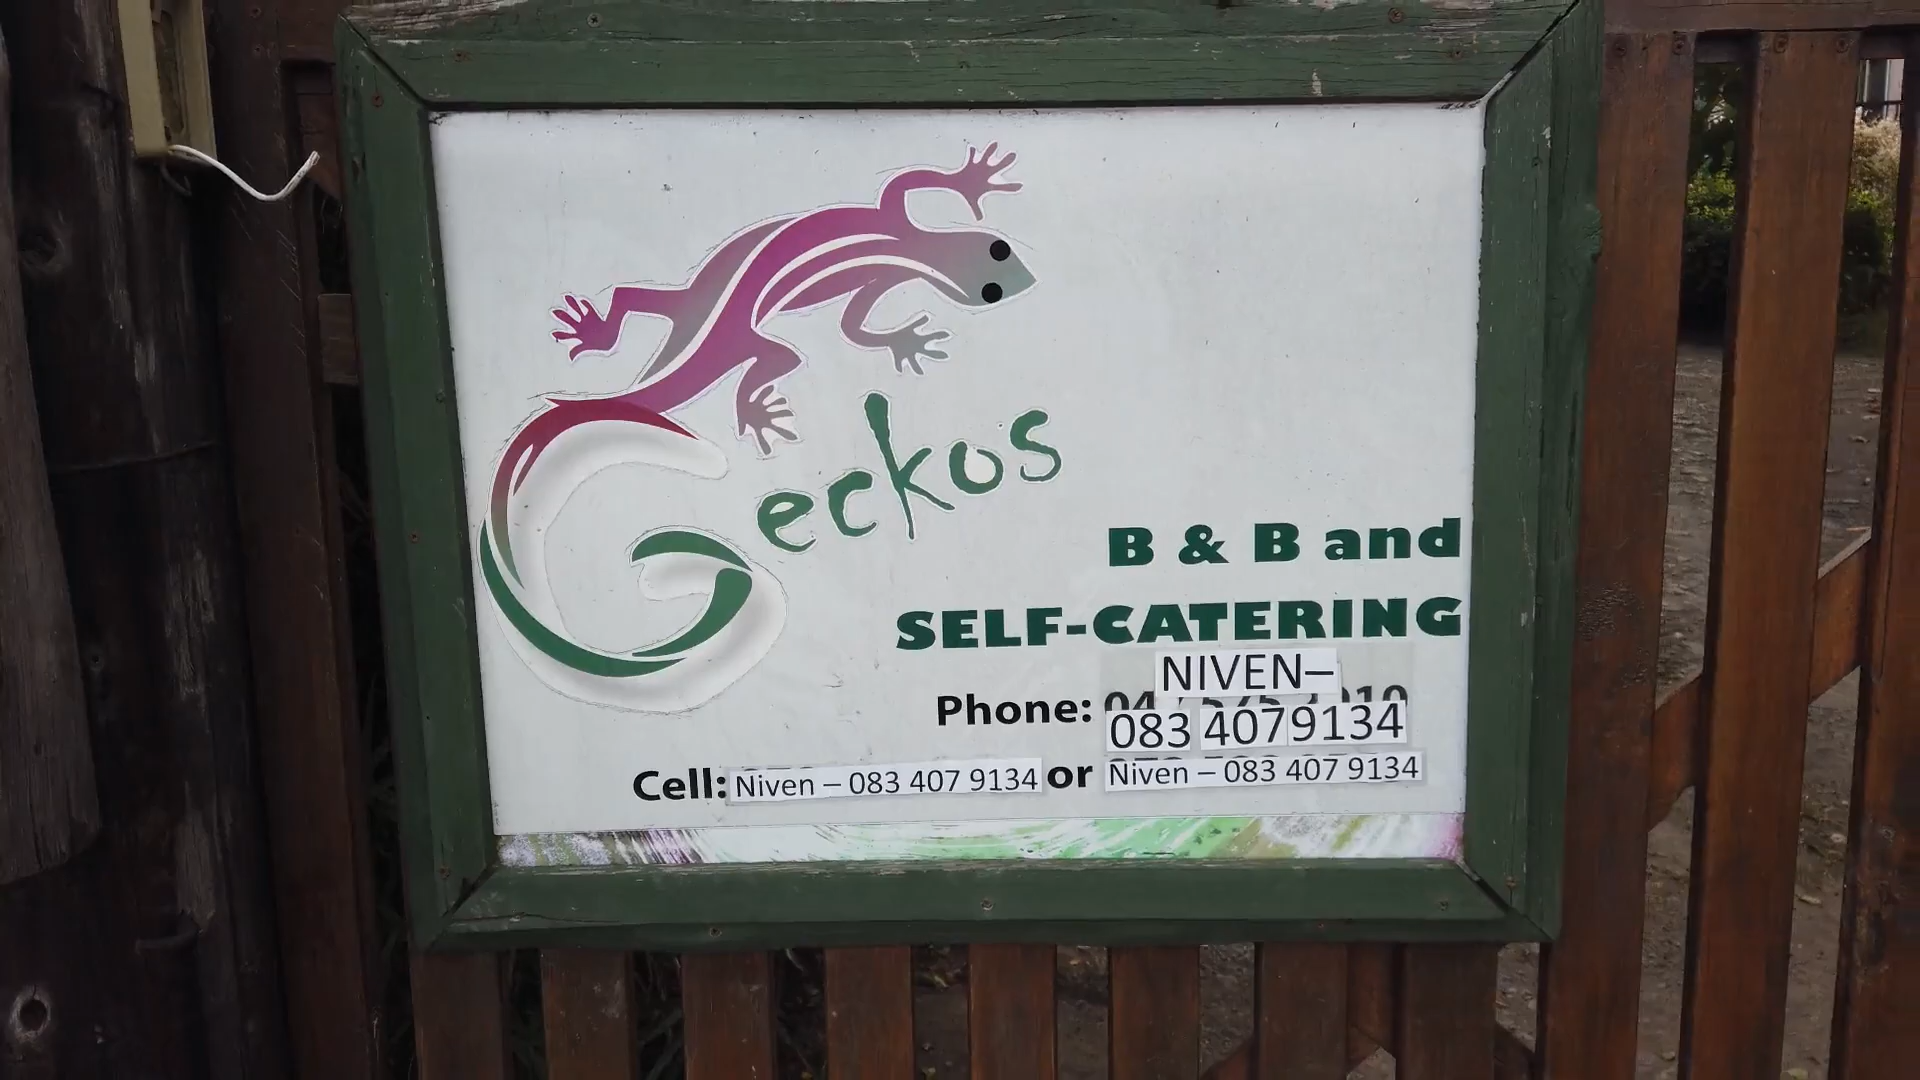 Geckos
B & B and
SELF-CATERING
NIVEN–
Phone:
083 4079134
Cell: Niven – 083 407 9134 or Niven – 083 407 9134